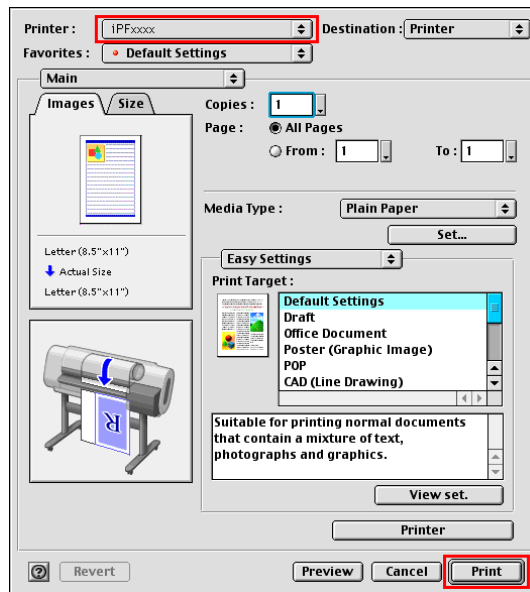 Printer : iPFxxxx Destination : Printer
Favorites : Default Settings
Main
Images Size
Copies : 1
Page : All Pages
From : 1 To : 1
Media Type : Plain Paper
Set...
Letter (8.5"x11")
Actual Size
Letter (8.5"x11")
Easy Settings
Print Target :
Default Settings
Draft
Office Document
Poster (Graphic Image)
POP
CAD (Line Drawing)
R
Suitable for printing normal documents
that contain a mixture of text,
photographs and graphics.
View set.
Printer
? Revert Preview Cancel Print